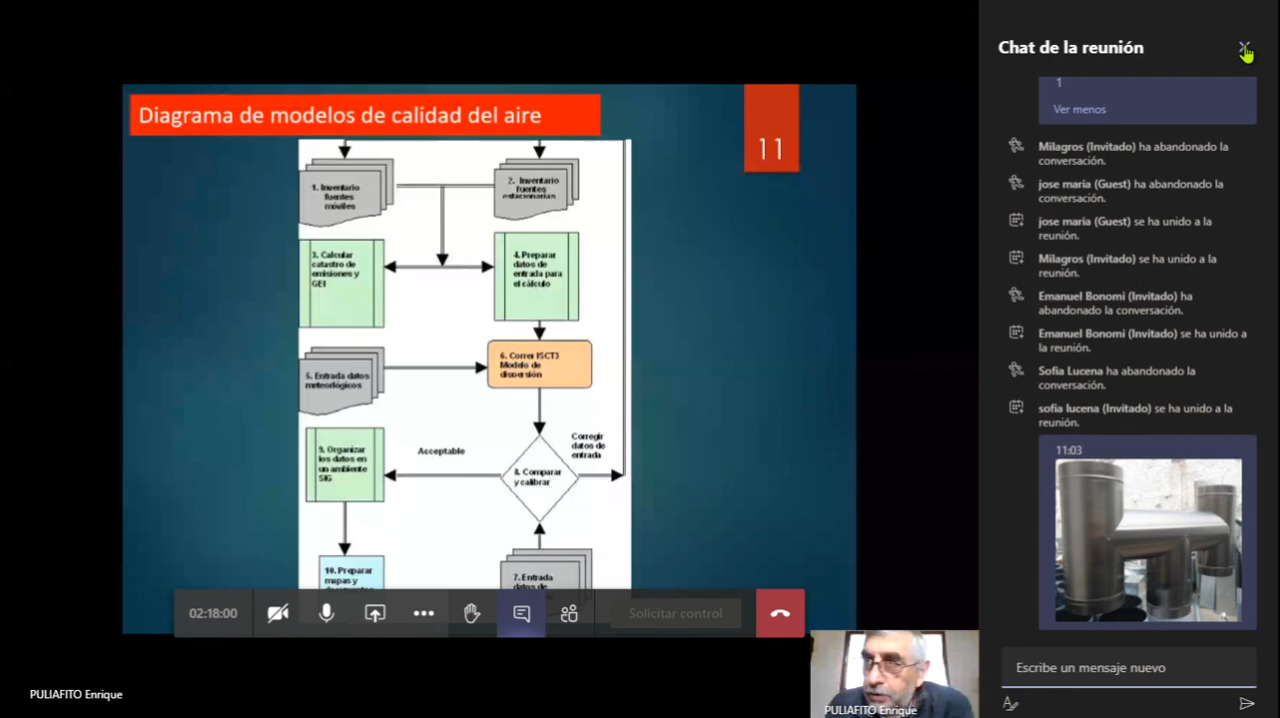 Diagrama de modelos de calidad del aire
11
1. Inventario
fuentes
móviles
2. Inventario
fuentes
estacionarias
3. Calcular
catastro de
emisiones y
GEI
4. Preparar
datos de
entrada para
el cálculo
5. Entrada datos
meteorológicos
6. Correr ISCT3
Modelo de
dispersión
9. Organizar
los datos en
un ambiente
SIG
Acceptable
8. Comparar
y calibrar
Corregir
datos de
entrada
10. Preparar
mapas y
7. Entrada
datos de
02:18:00
Solicitar control
PULIAFITO Enrique
PULIAFITO Enrique
Chat de la reunión
1
Ver menos
Milagros (Invitado) ha abandonado la
conversación.
jose maria (Guest) ha abandonado la
conversación.
jose maria (Guest) se ha unido a la
reunión.
Milagros (Invitado) se ha unido a la
reunión.
Emanuel Bonomi (Invitado) ha
abandonado la conversación.
Emanuel Bonomi (Invitado) se ha unido a
la reunión.
Sofia Lucena ha abandonado la
conversación.
sofia lucena (Invitado) se ha unido a la
reunión.
11:03
Escribe un mensaje nuevo